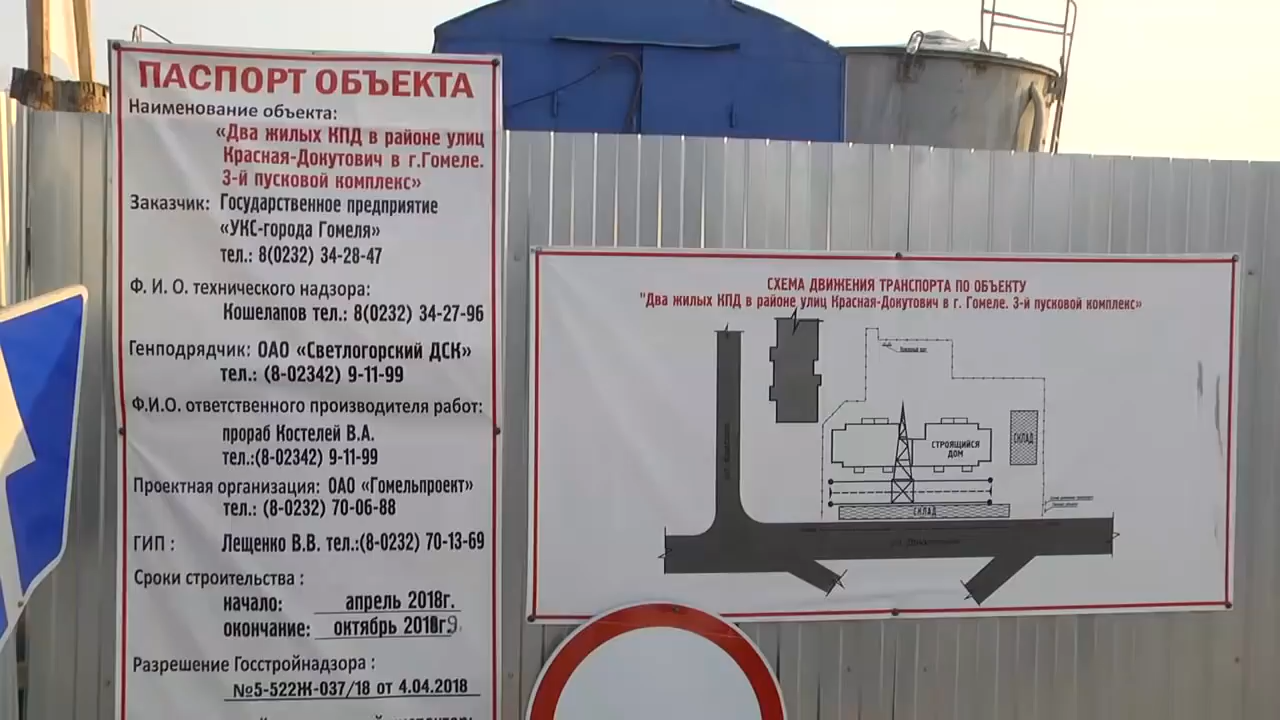 ПАСПОРТ ОБЪЕКТА
Наименование объекта:
«Два жилых КПД в районе улиц
Красная-Докутович в г.Гомеле.
3-й пусковой комплекс»
Заказчик: Государственное предприятие
«УКС-города Гомеля»
тел.: 8(0232) 34-28-47
Ф. И. О. технического надзора:
Кошелапов тел.: 8(0232) 34-27-96
Генподрядчик: ОАО «Светлогорский ДСК»
тел.: (8-02342) 9-11-99
Ф.И.О. ответственного производителя работ:
прораб Костелей В.А.
тел.:(8-02342) 9-11-99
Проектная организация: ОАО «Гомельпроект»
тел.: (8-0232) 70-06-88
ГИП : Лещенко В.В. тел.:(8-0232) 70-13-69
Сроки строительства :
начало: апрель 2018г.
окончание: октябрь 2018г.
Разрешение Госстройнадзора :
№5-522Ж-037/18 от 4.04.2018
СХЕМА ДВИЖЕНИЯ ТРАНСПОРТА ПО ОБЪЕКТУ
"Два жилых КПД в районе улиц Красная-Докутович в г. Гомеле. 3-й пусковой комплекс»
СТРОЯЩИЙСЯ
ДОМ
СКЛАД
СКЛАД